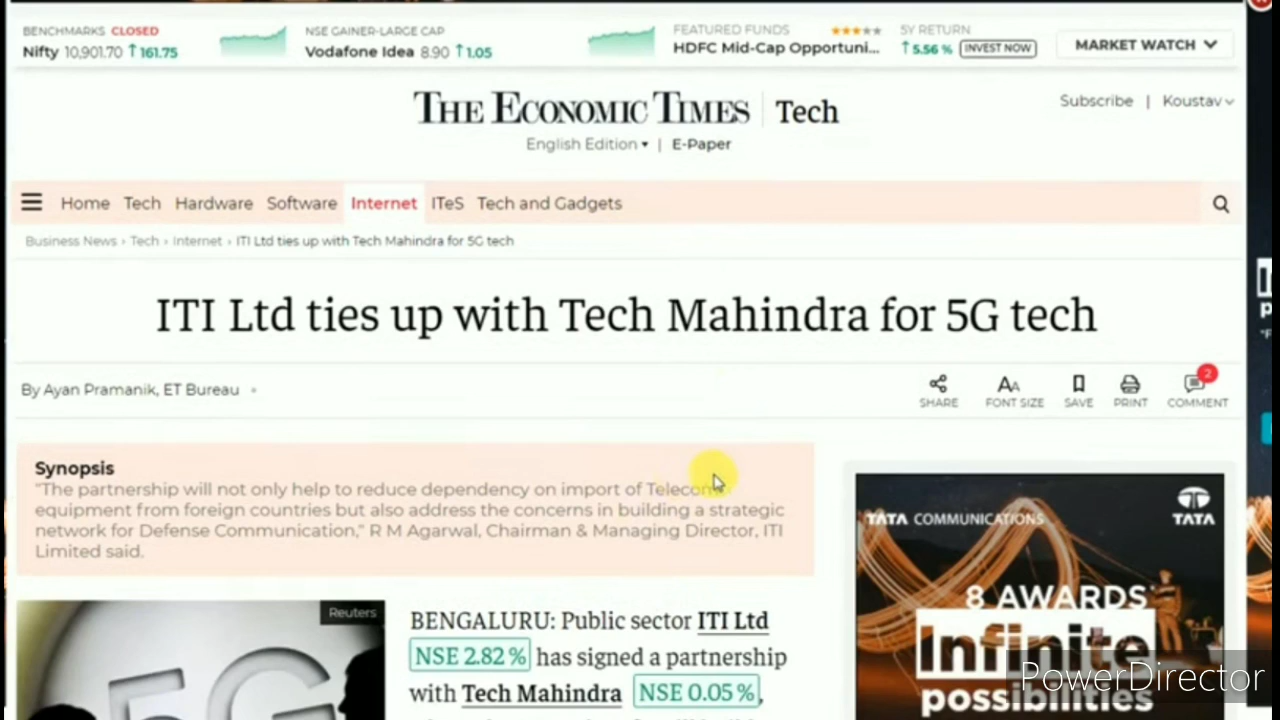 BENCHMARKS CLOSED
Nifty 10,901.70 ↑ 161.75
NSE GAINER-LARGE CAP
Vodafone Idea 8.90 ↑ 1.05
FEATURED FUNDS ★★★★★
HDFC Mid-Cap Opportuni...
5Y RETURN
↑ 5.56 % INVEST NOW
MARKET WATCH
THE ECONOMIC TIMES | Tech
Subscribe | Koustav
English Edition ▾ | E-Paper
Home Tech Hardware Software Internet ITeS Tech and Gadgets
Business News › Tech › Internet › ITI Ltd ties up with Tech Mahindra for 5G tech
ITI Ltd ties up with Tech Mahindra for 5G tech
By Ayan Pramanik, ET Bureau •
SHARE
AA FONT SIZE
SAVE
PRINT
2
COMMENT
Synopsis
"The partnership will not only help to reduce dependency on import of Telecom
equipment from foreign countries but also address the concerns in building a strategic
network for Defense Communication," R M Agarwal, Chairman & Managing Director, ITI
Limited said.
Reuters
5G
BENGALURU: Public sector ITI Ltd
NSE 2.82 % has signed a partnership
with Tech Mahindra NSE 0.05 %,
TATA COMMUNICATIONS
TATA
8 AWARDS
Infinite
possibilities
PowerDirector